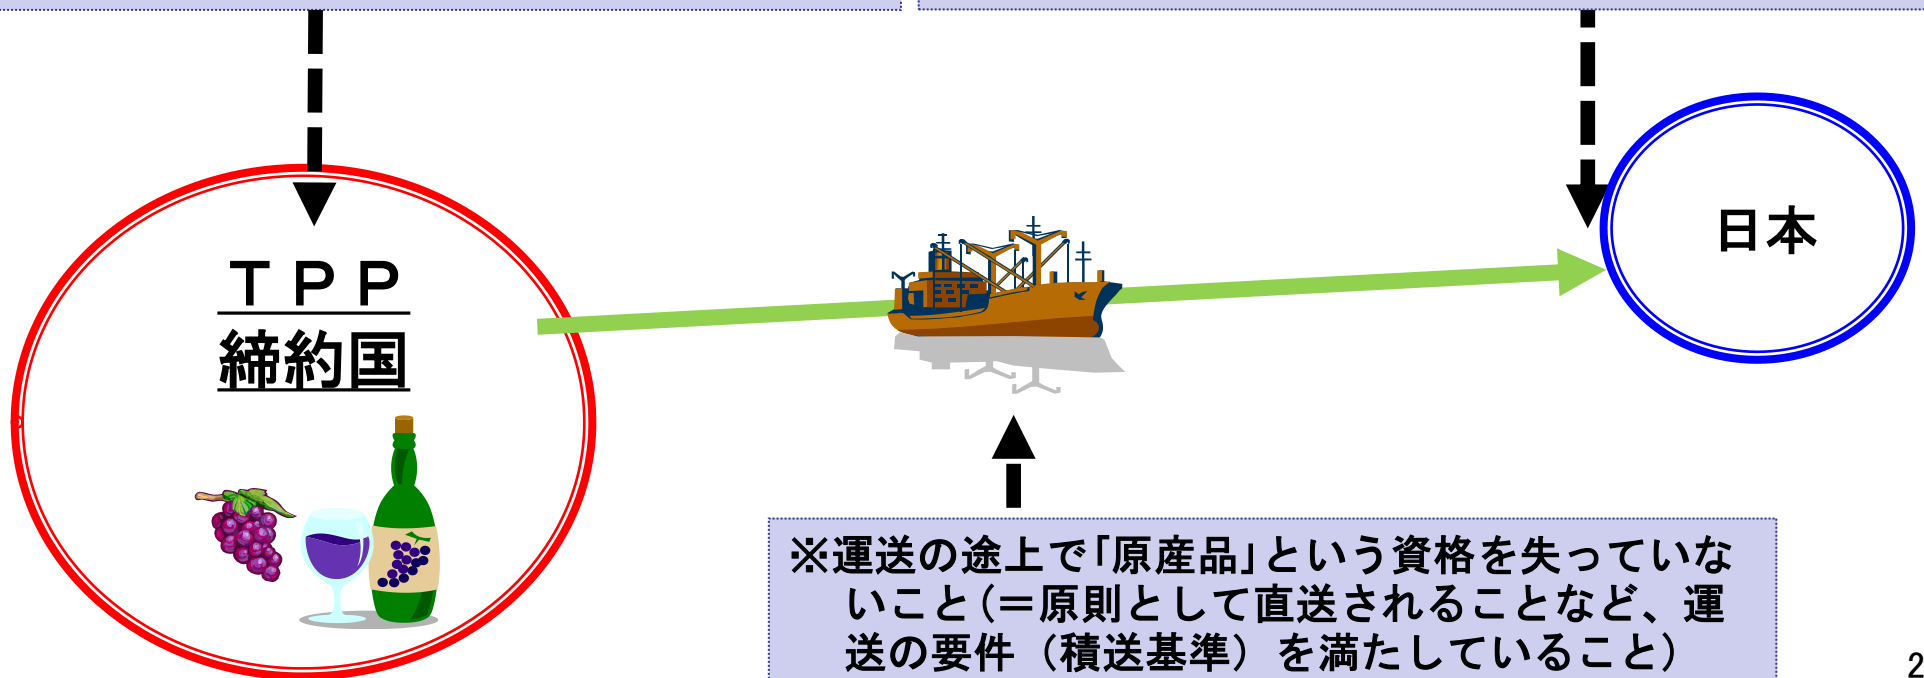 TPP
締約国
日本
※運送の途上で「原産品」という資格を失っていな
いこと(=原則として直送されることなど、運
送の要件（積送基準）を満たしていること)
2